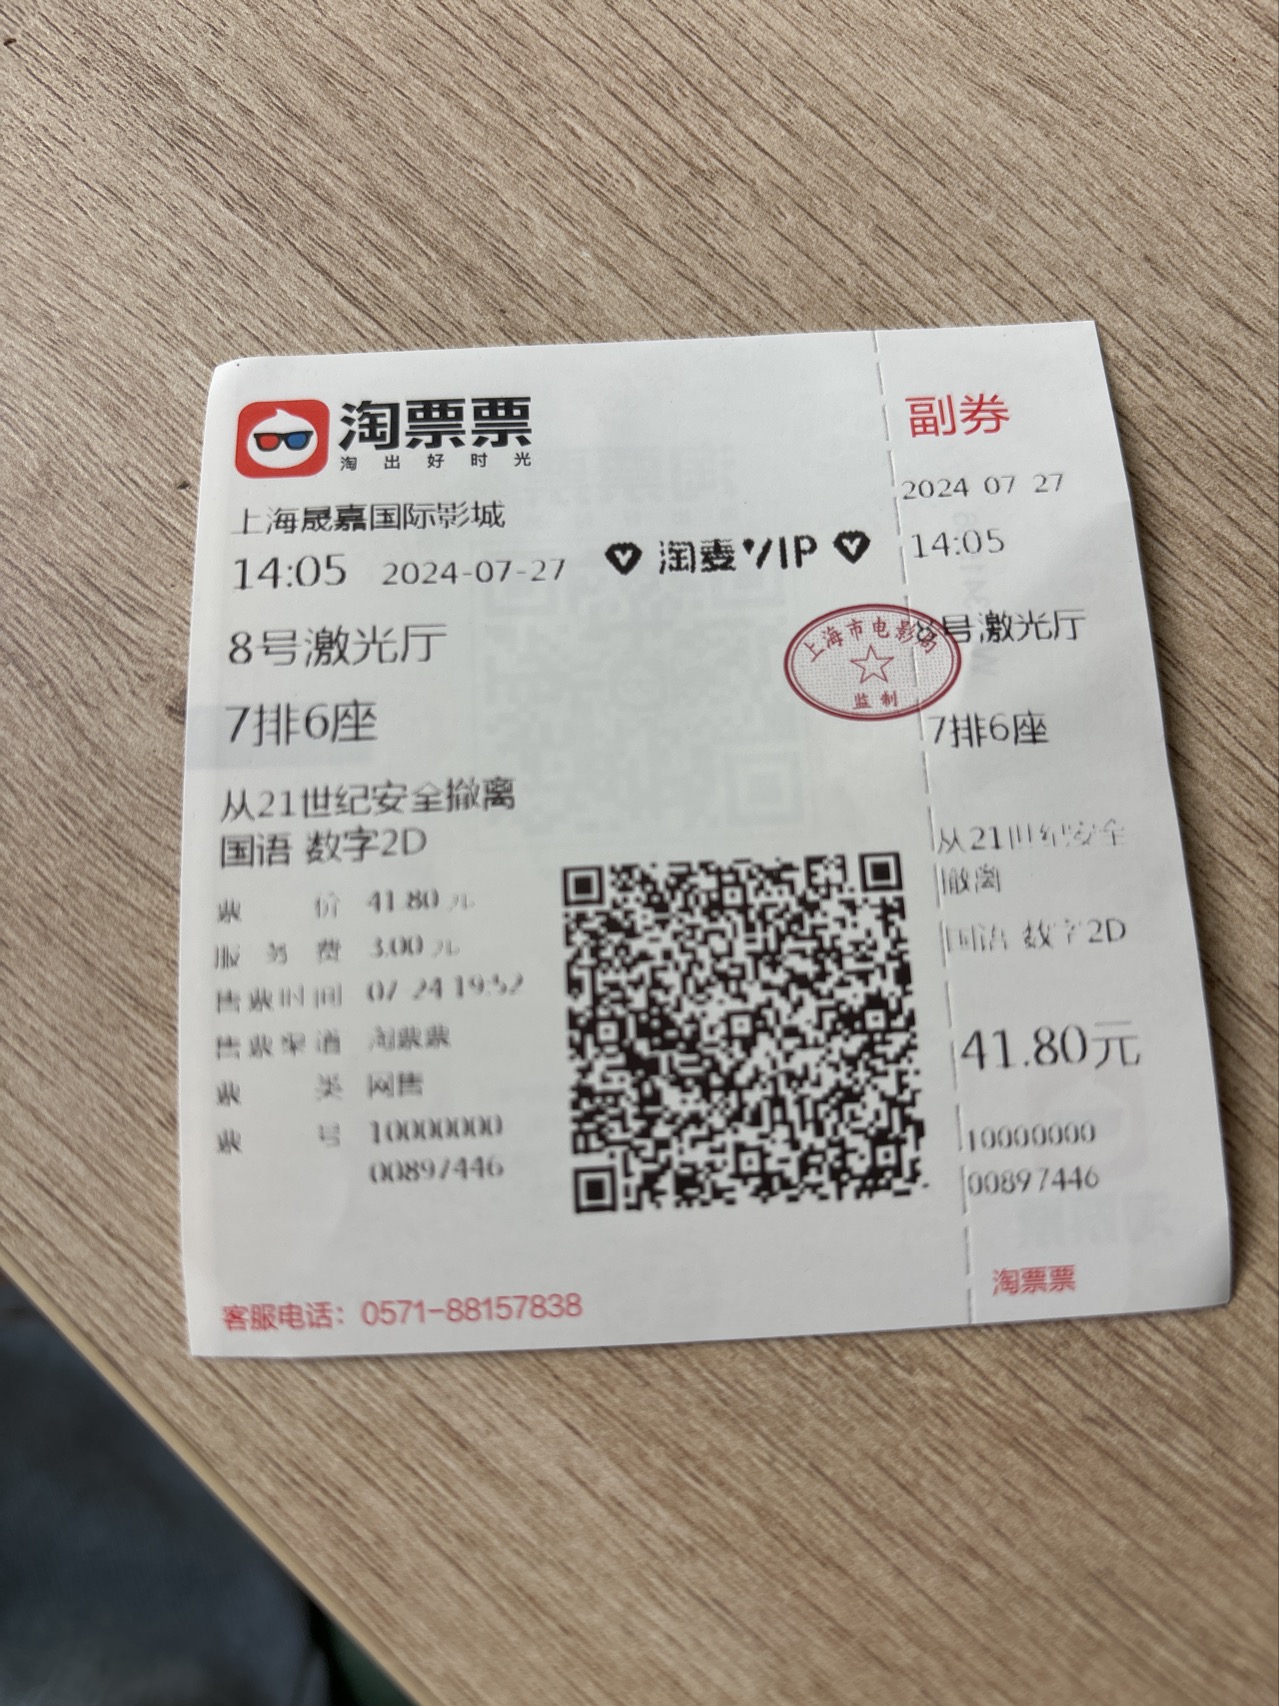 淘票票
淘出好时光
上海晟嘉国际影城
14:05 2024-07-27 淘麦VIP
8号激光厅
7排6座
从21世纪安全撤离
国语 数字2D
票价 41.80元
服务费 3.00元
售票时间 07-24 19:52
售票渠道 淘票票
票类 网售
票号 10000000
00897446
客服电话：0571-88157838
上海市电影局
监制
副券
2024 07 27
14:05
8号激光厅
7排6座
从21世纪安全
撤离
国语 数字2D
41.80元
10000000
00897446
淘票票